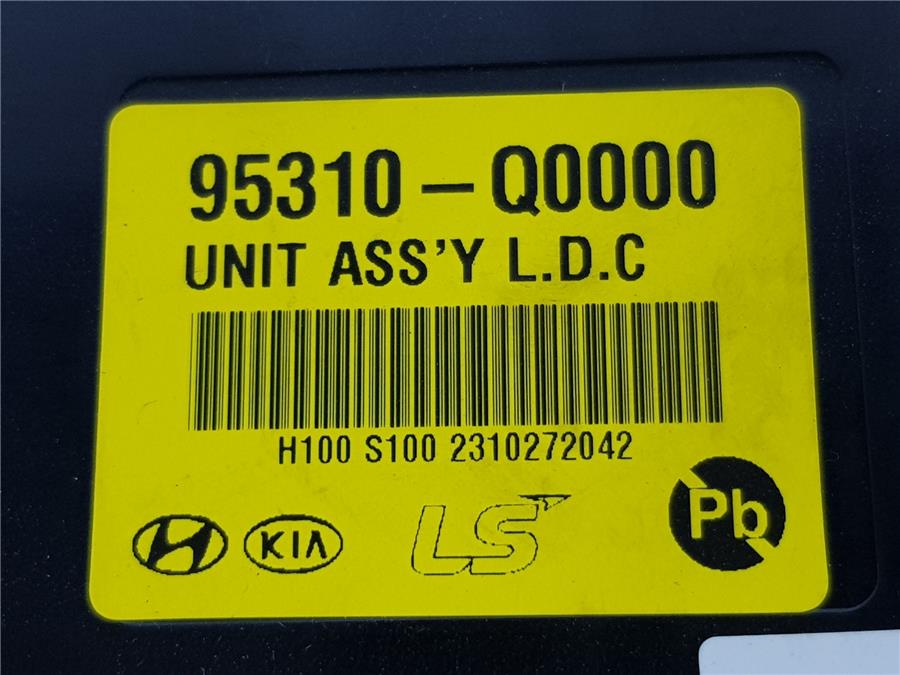 95310-Q0000
UNIT ASS'Y L.D.C
H100 S100 2310272042
KIA
LS
Pb